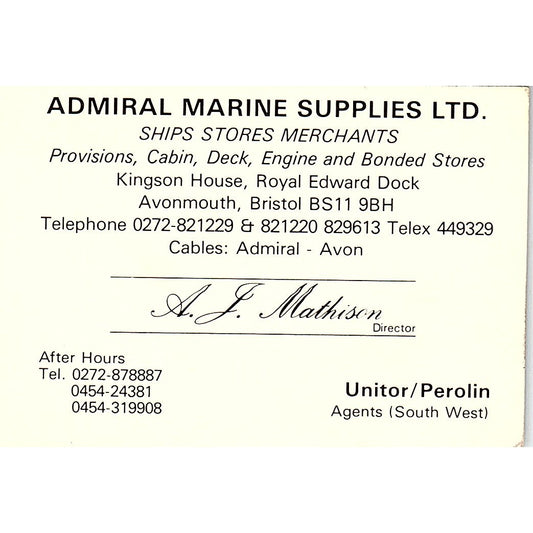 ADMIRAL MARINE SUPPLIES LTD.
SHIPS STORES MERCHANTS
Provisions, Cabin, Deck, Engine and Bonded Stores
Kingson House, Royal Edward Dock
Avonmouth, Bristol BS11 9BH
Telephone 0272-821229 & 821220 829613 Telex 449329
Cables: Admiral - Avon
A. J. Mathison
Director
After Hours
Tel. 0272-878887
0454-24381
0454-319908
Unitor/Perolin
Agents (South West)